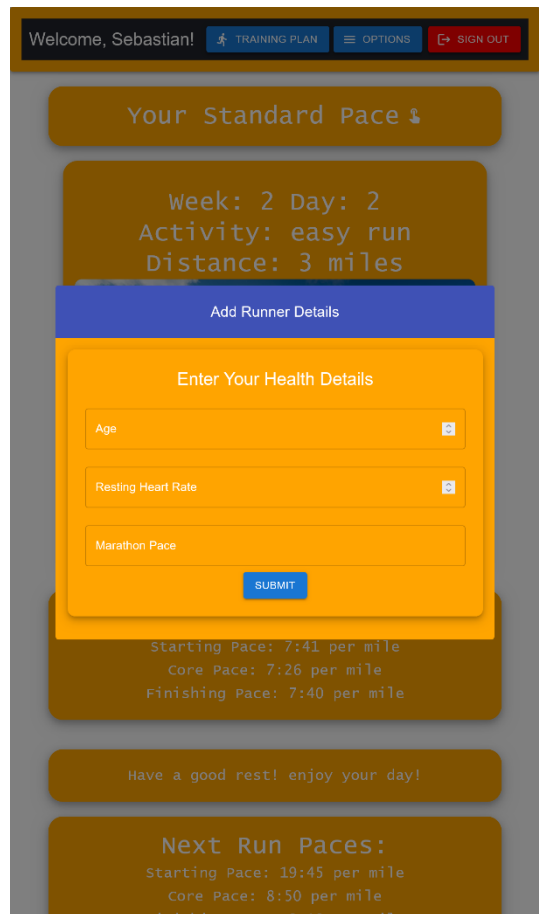 Welcome, Sebastian! TRAINING PLAN OPTIONS SIGN OUT
Your Standard Pace
Week: 2 Day: 2
Activity: easy run
Distance: 3 miles
Add Runner Details
Enter Your Health Details
Age
Resting Heart Rate
Marathon Pace
SUBMIT
Starting Pace: 7:41 per mile
Core Pace: 7:26 per mile
Finishing Pace: 7:40 per mile
Have a good rest! enjoy your day!
Next Run Paces:
Starting Pace: 19:45 per mile
Core Pace: 8:50 per mile